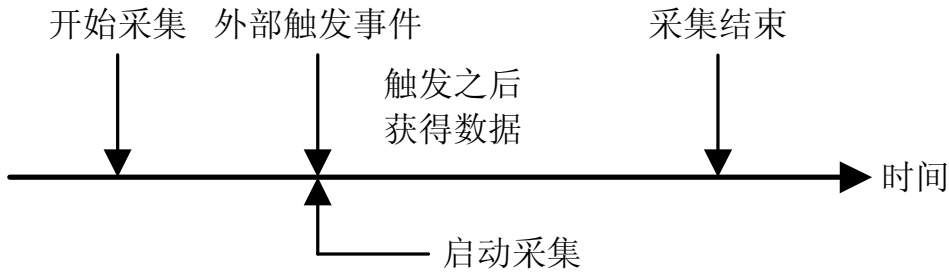 开始采集
外部触发事件
采集结束
触发之后
获得数据
时间
启动采集